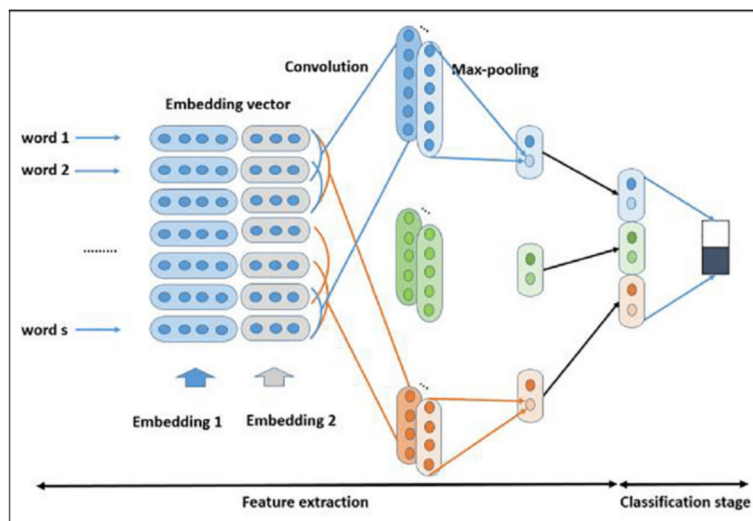 Convolution
Max-pooling
Embedding vector
word 1
word 2
.........
word s
Embedding 1
Embedding 2
Feature extraction
Classification stage